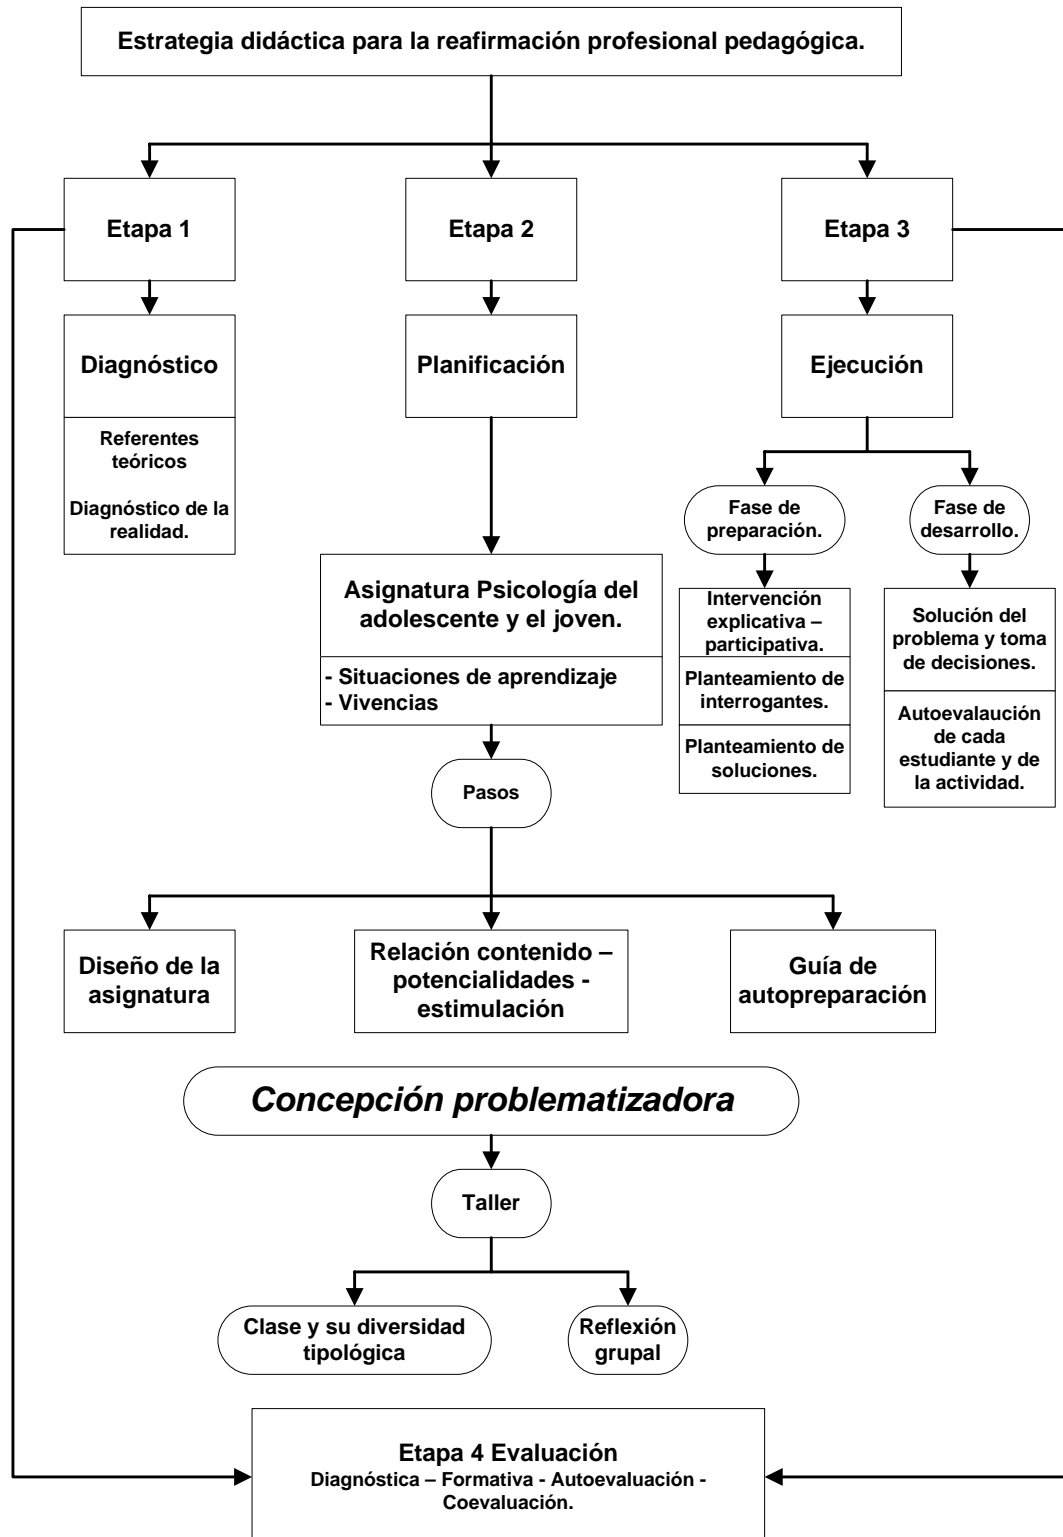 Estrategia didáctica para la reafirmación profesional pedagógica.
Etapa 1
Etapa 2
Etapa 3
Diagnóstico
Planificación
Ejecución
Referentes
teóricos
Diagnóstico de la
realidad.
Fase de
preparación.
Fase de
desarrollo.
Asignatura Psicología del
adolescente y el joven.
- Situaciones de aprendizaje
- Vivencias
Intervención
explicativa –
participativa.
Planteamiento de
interrogantes.
Planteamiento de
soluciones.
Solución del
problema y toma
de decisiones.
Autoevalaución
de cada
estudiante y de
la actividad.
Pasos
Diseño de la
asignatura
Relación contenido –
potencialidades -
estimulación
Guía de
autopreparación
Concepción problematizadora
Taller
Clase y su diversidad
tipológica
Reflexión
grupal
Etapa 4 Evaluación
Diagnóstica – Formativa - Autoevaluación -
Coevaluación.